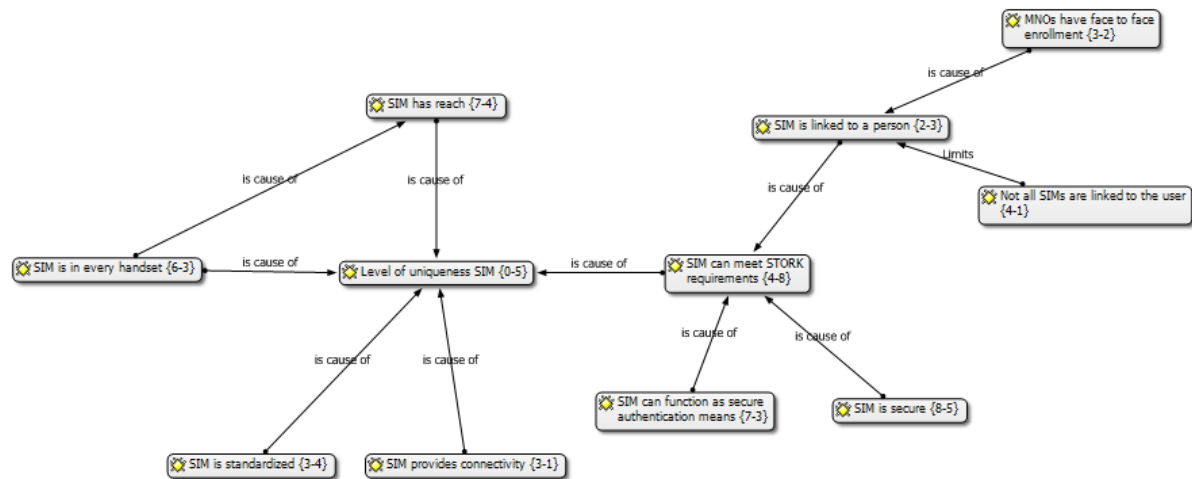 MNOs have face to face
enrollment {3-2}
is cause of
SIM has reach {7-4}
SIM is linked to a person {2-3}
Limits
is cause of
is cause of
is cause of
Not all SIMs are linked to the user
{4-1}
SIM is in every handset {6-3}
is cause of
Level of uniqueness SIM {0-5}
is cause of
SIM can meet STORK
requirements {4-8}
is cause of
is cause of
is cause of
is cause of
SIM can function as secure
authentication means {7-3}
SIM is secure {8-5}
SIM is standardized {3-4}
SIM provides connectivity {3-1}